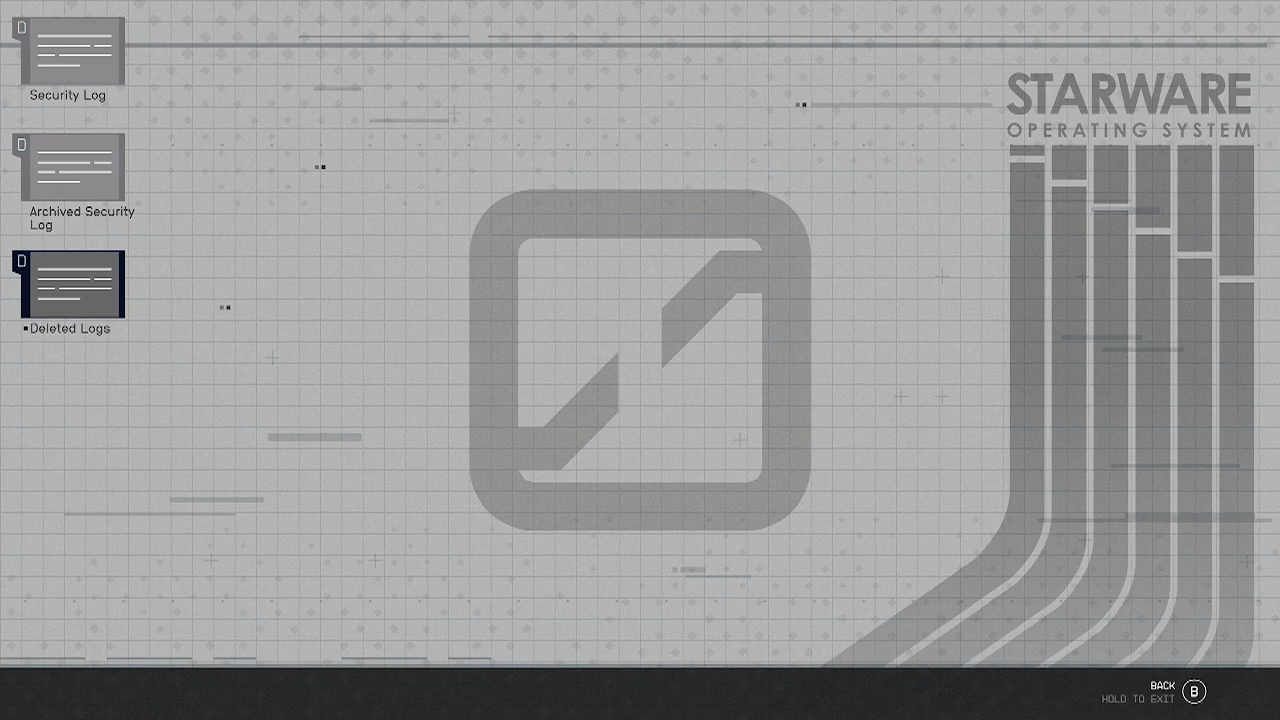 STARWARE
OPERATING SYSTEM
D
Security Log
D
Archived Security
Log
D
Deleted Logs
BACK
HOLD TO EXIT
B